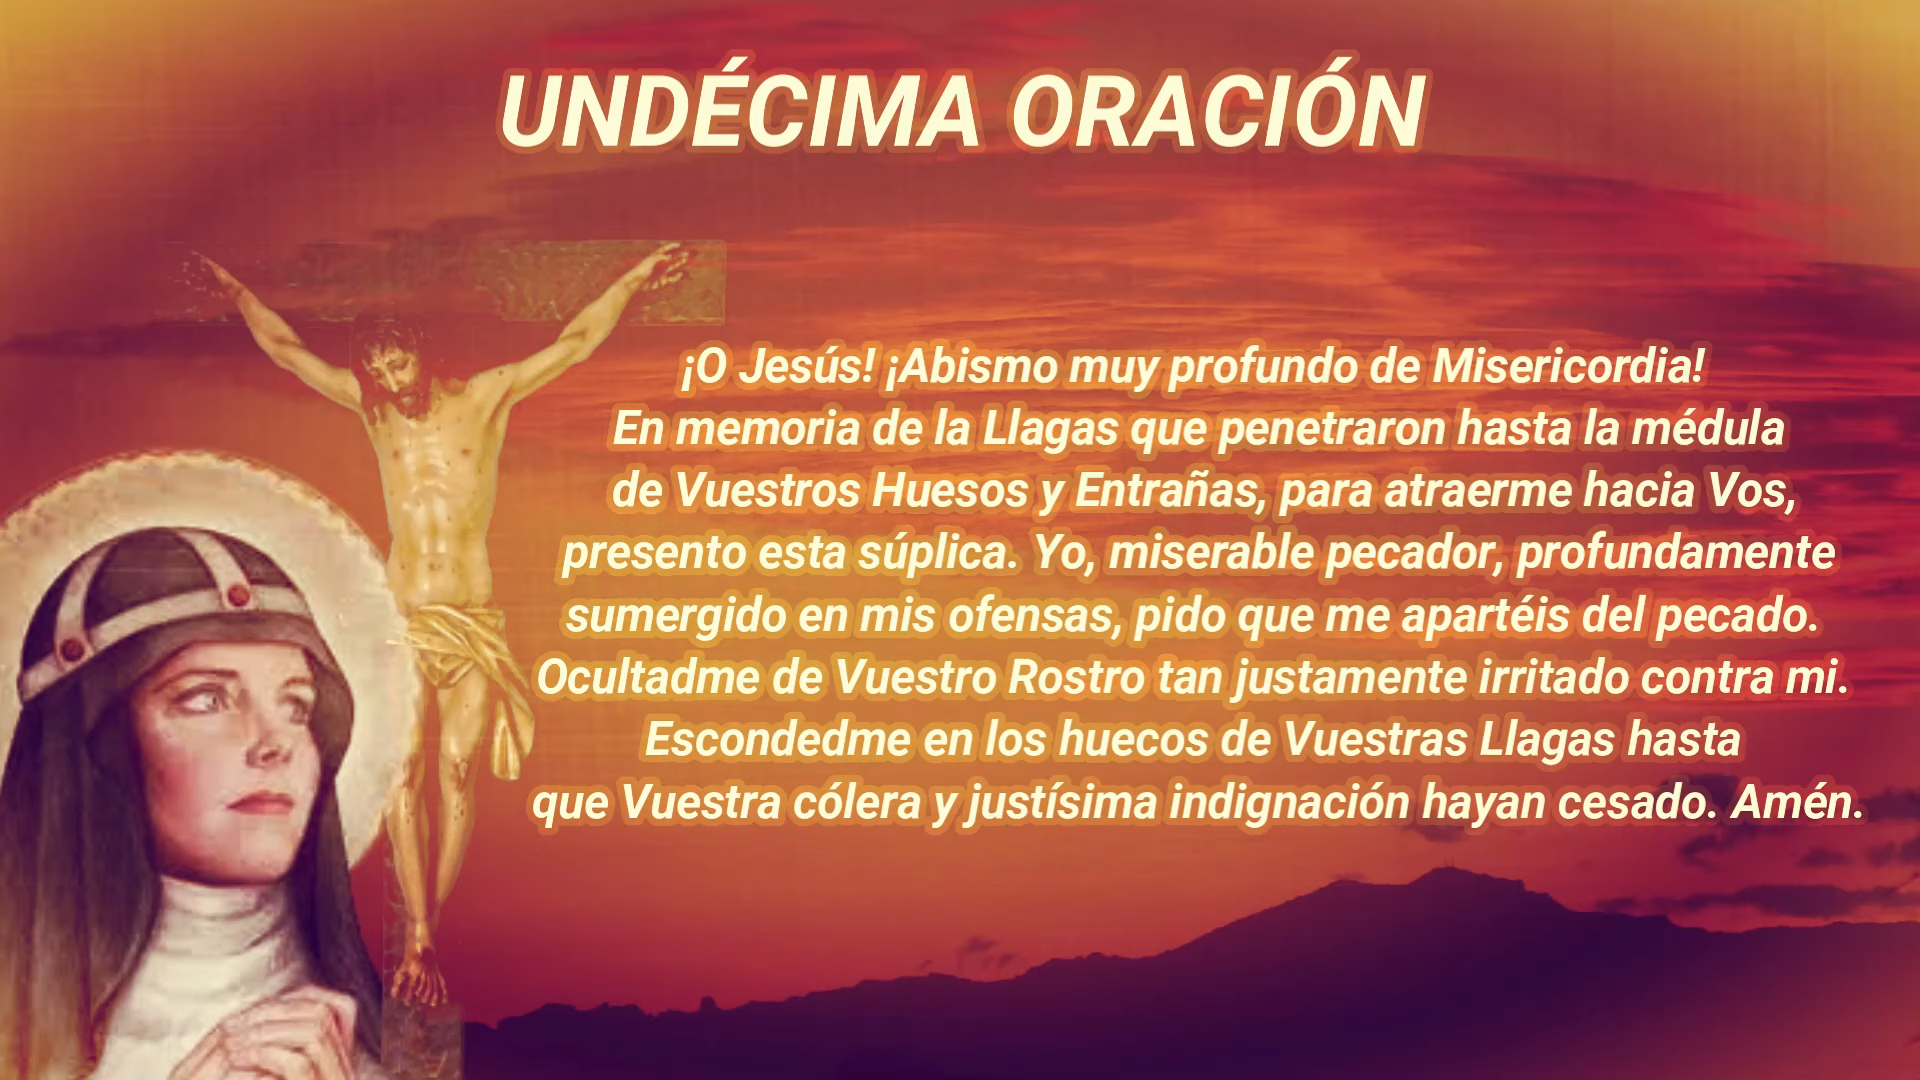 UNDÉCIMA ORACIÓN
¡O Jesús! ¡Abismo muy profundo de Misericordia!
En memoria de la Llagas que penetraron hasta la médula
de Vuestros Huesos y Entrañas, para atraerme hacia Vos,
presento esta súplica. Yo, miserable pecador, profundamente
sumergido en mis ofensas, pido que me apartéis del pecado.
Ocultadme de Vuestro Rostro tan justamente irritado contra mi.
Escondedme en los huecos de Vuestras Llagas hasta
que Vuestra cólera y justísima indignación hayan cesado. Amén.